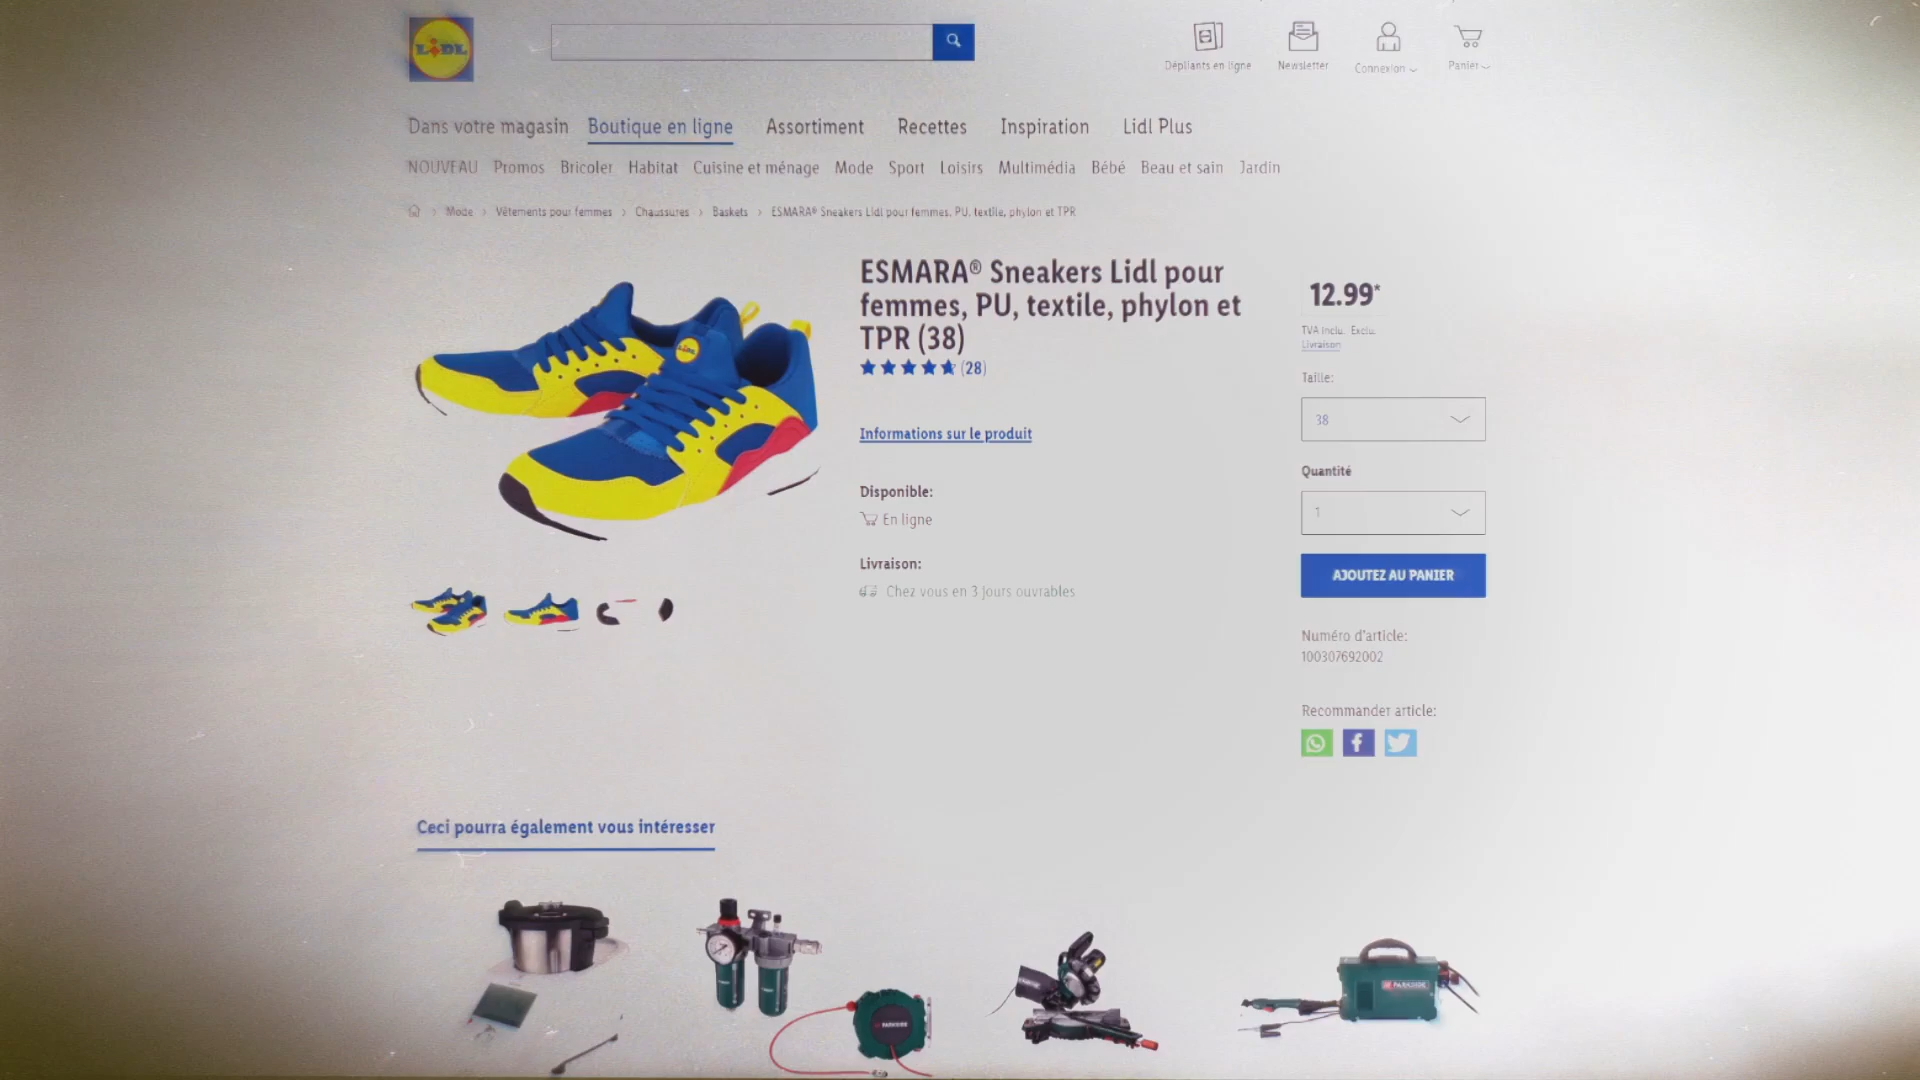 LIDL
Dépliants en ligne
Newsletter
Connexion
Panier
Dans votre magasin Boutique en ligne Assortiment Recettes Inspiration Lidl Plus
NOUVEAU Promos Bricoler Habitat Cuisine et ménage Mode Sport Loisirs Multimédia Bébé Beau et sain Jardin
Mode > Vêtements pour femmes > Chaussures > Baskets > ESMARA® Sneakers Lidl pour femmes, PU, textile, phylon et TPR
ESMARA® Sneakers Lidl pour
femmes, PU, textile, phylon et
TPR (38)
(28)
Informations sur le produit
Disponible:
En ligne
Livraison:
Chez vous en 3 jours ouvrables
12.99*
TVA inclu. Exclu.
Livraison
Taille:
38
Quantité
1
AJOUTEZ AU PANIER
Numéro d'article:
100307692002
Recommander article:
LIDL
Ceci pourra également vous intéresser
PARKSIDE
PARKSIDE